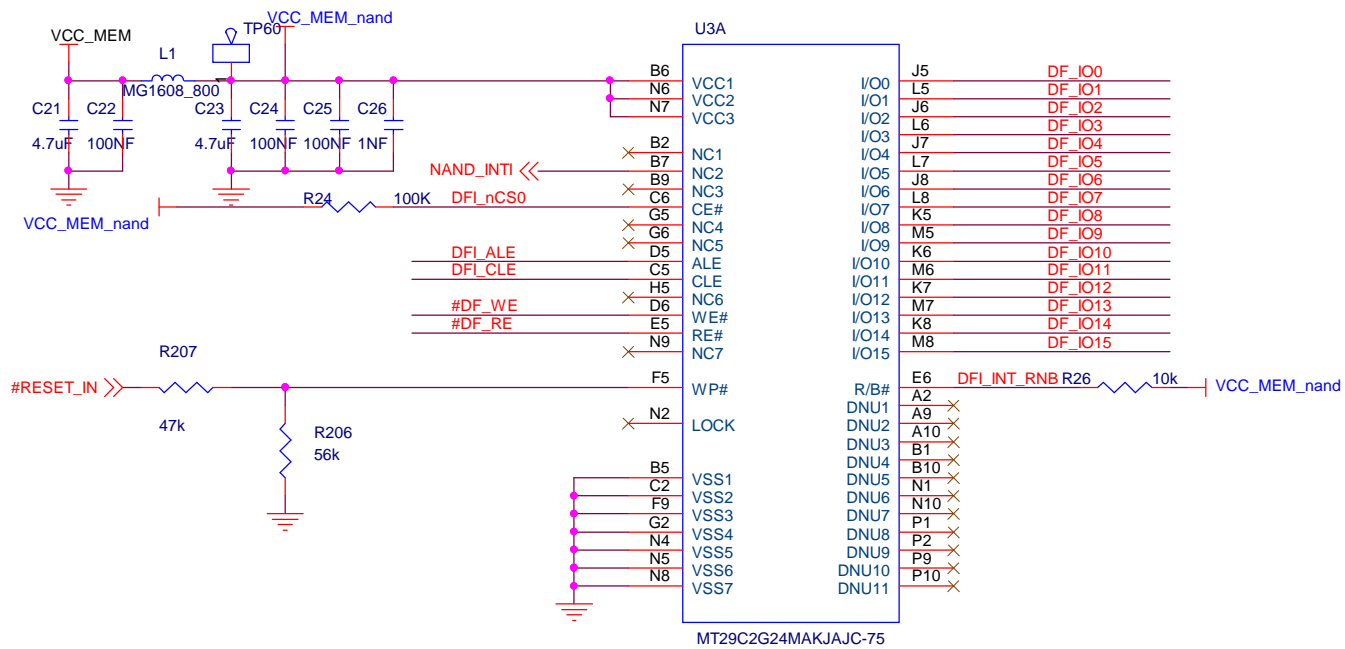 VCC_MEM
L1
MG1608_800
TP60
1
VCC_MEM_nand
C21
4.7uF
C22
100NF
C23
4.7uF
C24
100NF
C25
100NF
C26
1NF
NAND_INTI
VCC_MEM_nand
R24
100K
DFI_nCS0
DFI_ALE
DFI_CLE
#DF_WE
#DF_RE
#RESET_IN
R207
47k
R206
56k
U3A
B6 VCC1
N6 VCC2
N7 VCC3
B2 NC1
B7 NC2
B9 NC3
C6 CE#
G5 NC4
G6 NC5
D5 ALE
C5 CLE
H5 NC6
D6 WE#
E5 RE#
N9 NC7
F5 WP#
N2 LOCK
B5 VSS1
C2 VSS2
F9 VSS3
G2 VSS4
N4 VSS5
N5 VSS6
N8 VSS7
I/O0 J5 DF_IO0
I/O1 L5 DF_IO1
I/O2 J6 DF_IO2
I/O3 L6 DF_IO3
I/O4 J7 DF_IO4
I/O5 L7 DF_IO5
I/O6 J8 DF_IO6
I/O7 L8 DF_IO7
I/O8 K5 DF_IO8
I/O9 M5 DF_IO9
I/O10 K6 DF_IO10
I/O11 M6 DF_IO11
I/O12 K7 DF_IO12
I/O13 M7 DF_IO13
I/O14 K8 DF_IO14
I/O15 M8 DF_IO15
R/B# E6 DFI_INT_RNB R26 10k VCC_MEM_nand
DNU1 A2
DNU2 A9
DNU3 A10
DNU4 B1
DNU5 B10
DNU6 N1
DNU7 N10
DNU8 P1
DNU9 P2
DNU10 P9
DNU11 P10
MT29C2G24MAKJAJC-75